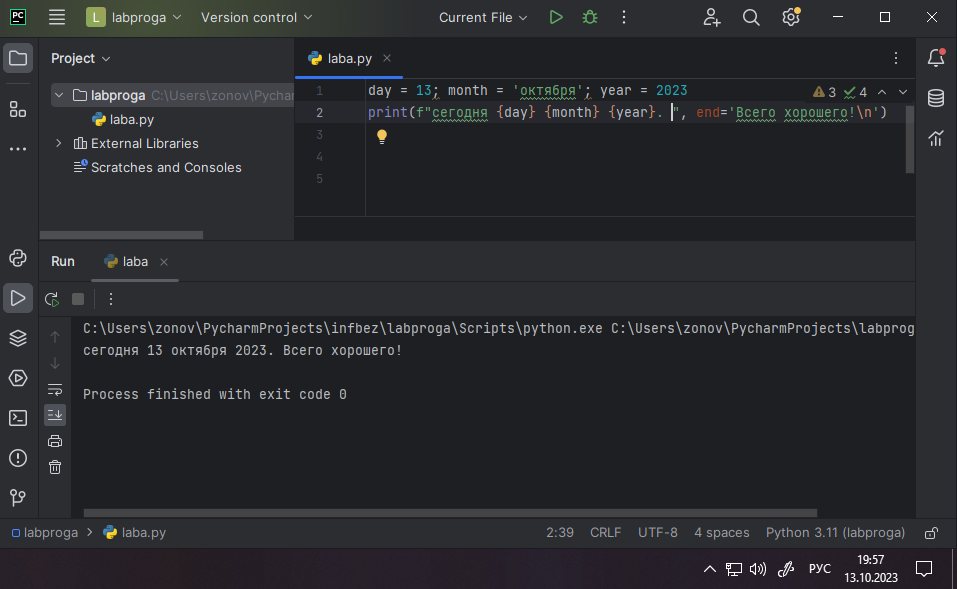 PC L labproga Version control Current File
Project
laba.py
labproga C:\Users\zonov\Pychar
laba.py
External Libraries
Scratches and Consoles
1 day = 13; month = 'октября'; year = 2023
3 4
2 print(f"сегодня {day} {month} {year}. ", end='Всего хорошего!\n')
3
4
5
Run laba
C:\Users\zonov\PycharmProjects\infbez\labproga\Scripts\python.exe C:\Users\zonov\PycharmProjects\labprog
сегодня 13 октября 2023. Всего хорошего!
Process finished with exit code 0
labproga laba.py 2:39 CRLF UTF-8 4 spaces Python 3.11 (labproga)
РУС
19:57
13.10.2023